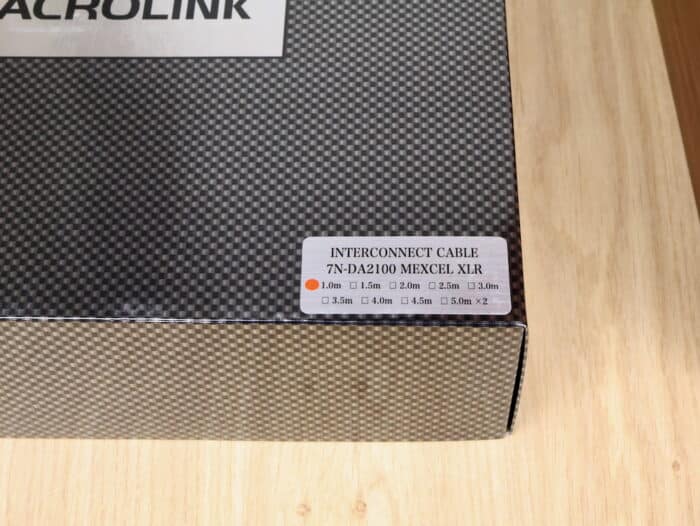 ACROLINK
INTERCONNECT CABLE
7N-DA2100 MEXCEL XLR
1.0m □ 1.5m □ 2.0m □ 2.5m □ 3.0m
□ 3.5m □ 4.0m □ 4.5m □ 5.0m ×2